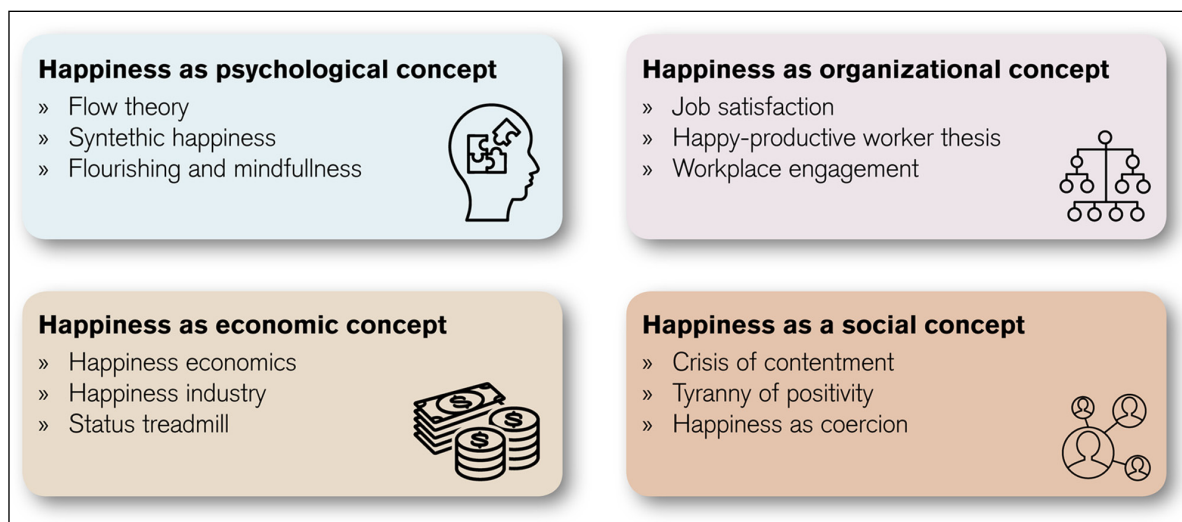 Happiness as psychological concept
» Flow theory
» Syntethic happiness
» Flourishing and mindfullness
Happiness as organizational concept
» Job satisfaction
» Happy-productive worker thesis
» Workplace engagement
Happiness as economic concept
» Happiness economics
» Happiness industry
» Status treadmill
$
$
$
Happiness as a social concept
» Crisis of contentment
» Tyranny of positivity
» Happiness as coercion